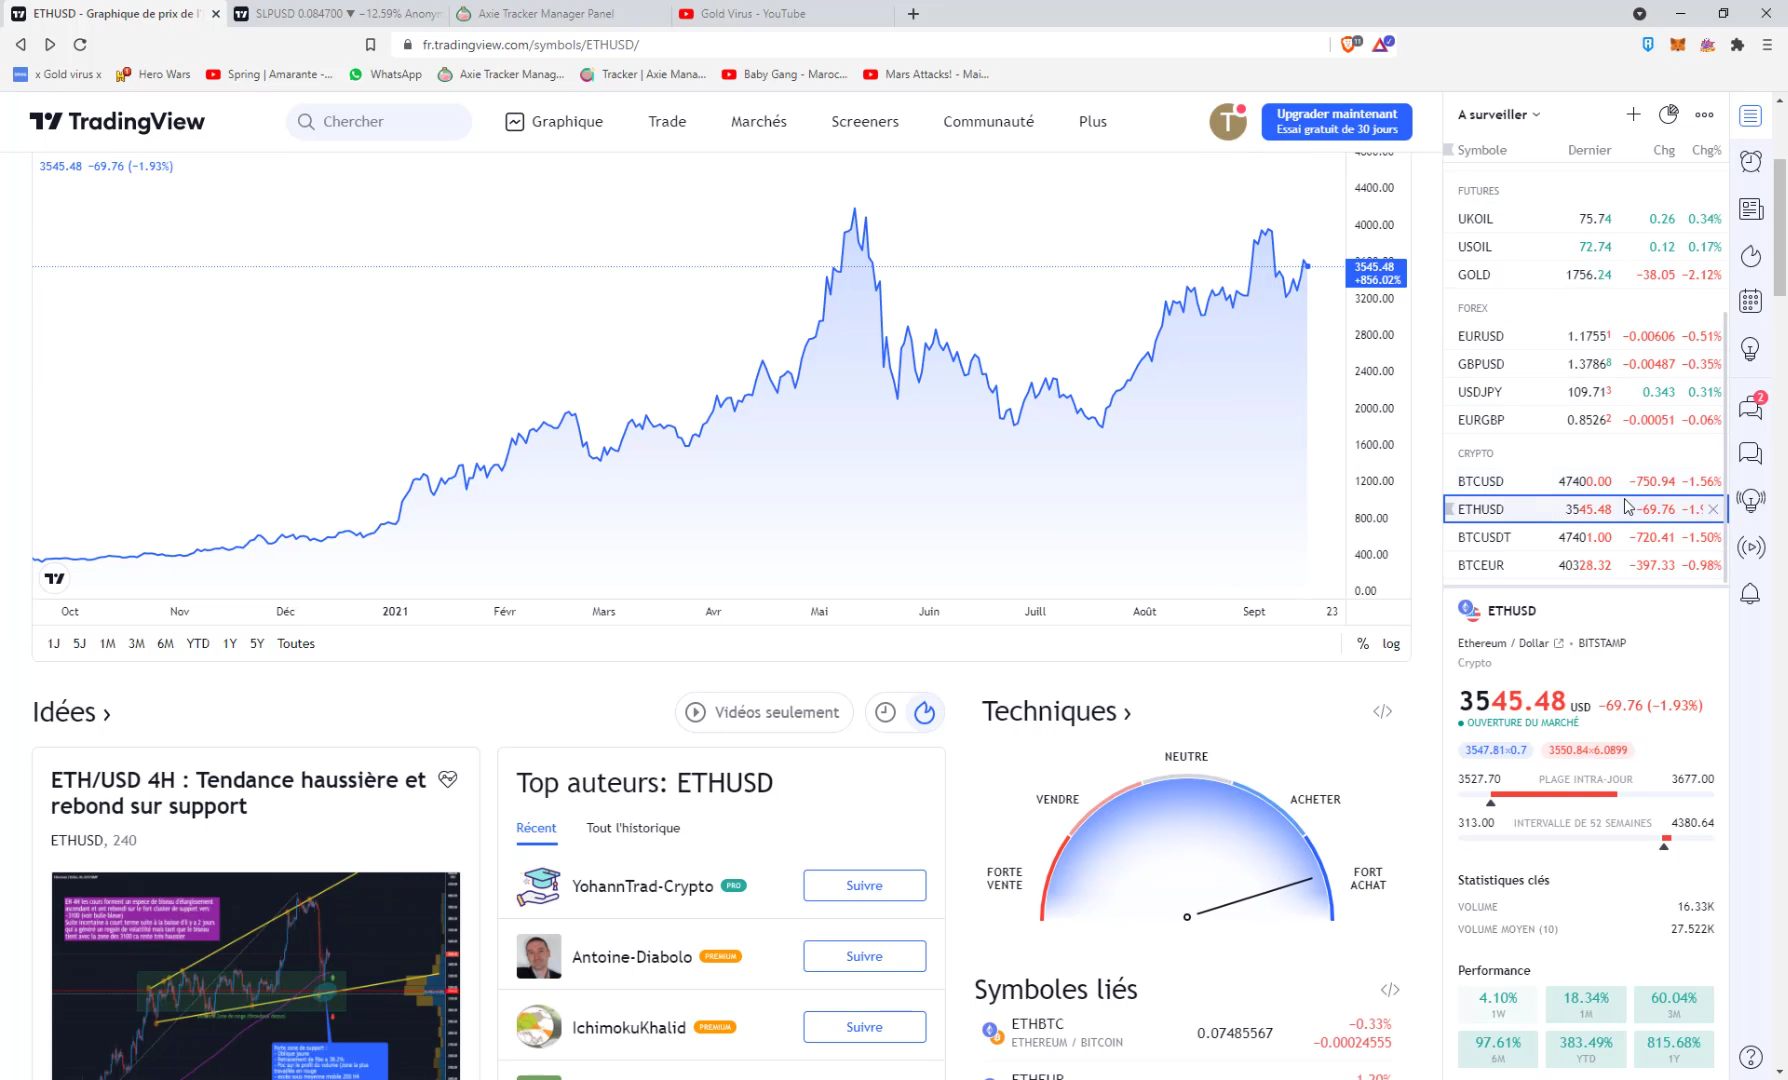 ETHUSD - Graphique de prix de l'
SLPUSD 0.084700 ▼ −12.59% Anonym
Axie Tracker Manager Panel
Gold Virus - YouTube
fr.tradingview.com/symbols/ETHUSD/
x Gold virus x
Hero Wars
Spring | Amarante -...
WhatsApp
Axie Tracker Manag...
Tracker | Axie Mana...
Baby Gang - Maroc...
Mars Attacks! - Mai...
TradingView
Chercher
Graphique
Trade
Marchés
Screeners
Communauté
Plus
T
Upgrader maintenant
Essai gratuit de 30 jours
3545.48 −69.76 (−1.93%)
4400.00
4000.00
3545.48
+856.02%
3200.00
2800.00
2400.00
2000.00
1600.00
1200.00
800.00
400.00
0.00
Oct Nov Déc 2021 Févr Mars Avr Mai Juin Juill Août Sept 23
1J 5J 1M 3M 6M YTD 1Y 5Y Toutes
% log
Idées ›
Vidéos seulement
ETH/USD 4H : Tendance haussière et
rebond sur support
ETHUSD, 240
Top auteurs: ETHUSD
Récent
Tout l'historique
YohannTrad-Crypto PRO
Suivre
Antoine-Diabolo PREMIUM
Suivre
IchimokuKhalid PREMIUM
Suivre
Techniques ›
NEUTRE
VENDRE
ACHETER
FORTE
VENTE
FORT
ACHAT
Symboles liés
ETHBTC
ETHEREUM / BITCOIN
0.07485567
−0.33%
−0.00024555
A surveiller
Symbole Dernier Chg Chg%
FUTURES
UKOIL 75.74 0.26 0.34%
USOIL 72.74 0.12 0.17%
GOLD 1756.24 −38.05 −2.12%
FOREX
EURUSD 1.1755¹ −0.00606 −0.51%
GBPUSD 1.3786⁸ −0.00487 −0.35%
USDJPY 109.71³ 0.343 0.31%
EURGBP 0.8526² −0.00051 −0.06%
CRYPTO
BTCUSD 47400.00 −750.94 −1.56%
ETHUSD 3545.48 −69.76 −1.9
BTCUSDT 47401.00 −720.41 −1.50%
BTCEUR 40328.32 −397.33 −0.98%
2
ETHUSD
Ethereum / Dollar • BITSTAMP
Crypto
3545.48 USD −69.76 (−1.93%)
● OUVERTURE DU MARCHÉ
3547.81×0.7 3550.84×6.0899
3527.70 PLAGE INTRA-JOUR 3677.00
313.00 INTERVALLE DE 52 SEMAINES 4380.64
Statistiques clés
VOLUME 16.33K
VOLUME MOYEN (10) 27.522K
Performance
4.10% 18.34% 60.04%
1W 1M 3M
97.61% 383.49% 815.68%
6M YTD 1Y